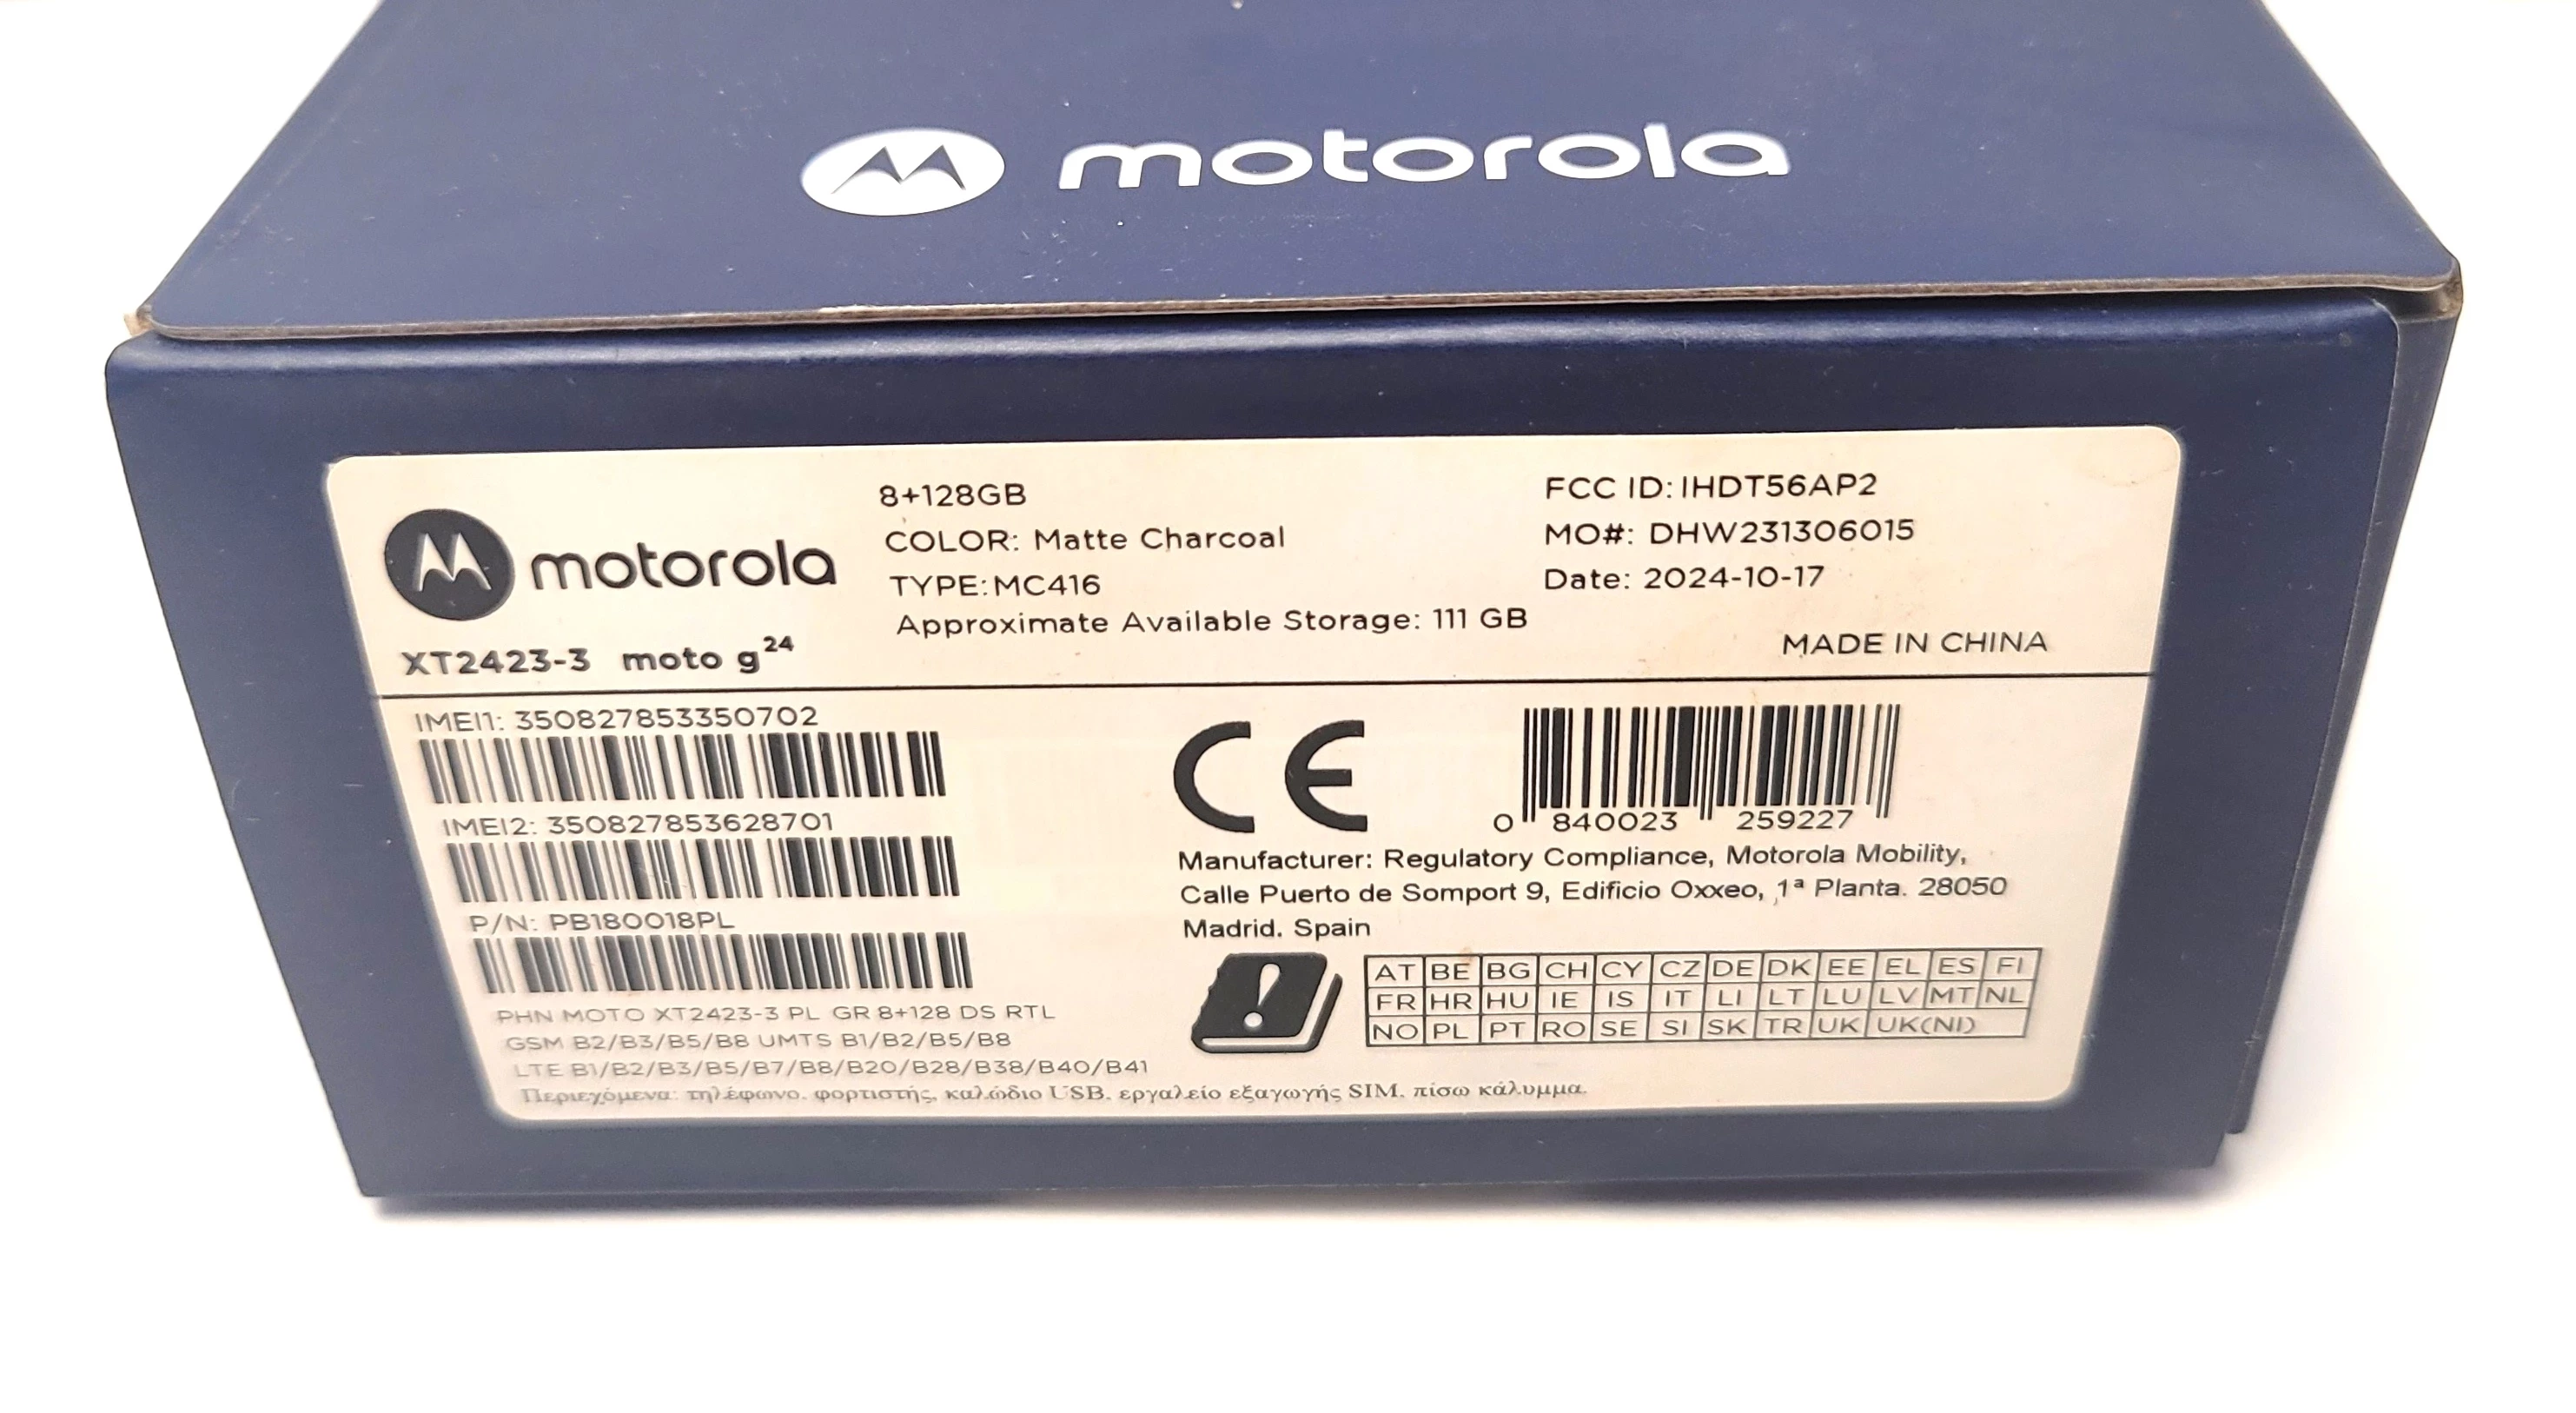 motorola
motorola
XT2423-3 moto g24
8+128GB
COLOR: Matte Charcoal
TYPE: MC416
Approximate Available Storage: 111 GB
FCC ID: IHDT56AP2
MO#: DHW231306015
Date: 2024-10-17
MADE IN CHINA
IMEI1: 350827853350702
IMEI2: 350827853628701
P/N: PB180018PL
PHN MOTO XT2423-3 PL GR 8+128 DS RTL
GSM B2/B3/B5/B8 UMTS B1/B2/B5/B8
LTE B1/B2/B3/B5/B7/B8/B20/B28/B38/B40/B41
Περιεχόμενα: τηλέφωνο, φορτιστής, καλώδιο USB, εργαλείο εξαγωγής SIM, πίσω κάλυμμα.
CE
0 840023 259227
Manufacturer: Regulatory Compliance, Motorola Mobility,
Calle Puerto de Somport 9, Edificio Oxxeo, 1ª Planta. 28050
Madrid. Spain
AT BE BG CH CY CZ DE DK EE EL ES FI
FR HR HU IE IS IT LI LT LU LV MT NL
NO PL PT RO SE SI SK TR UK UK(NI)